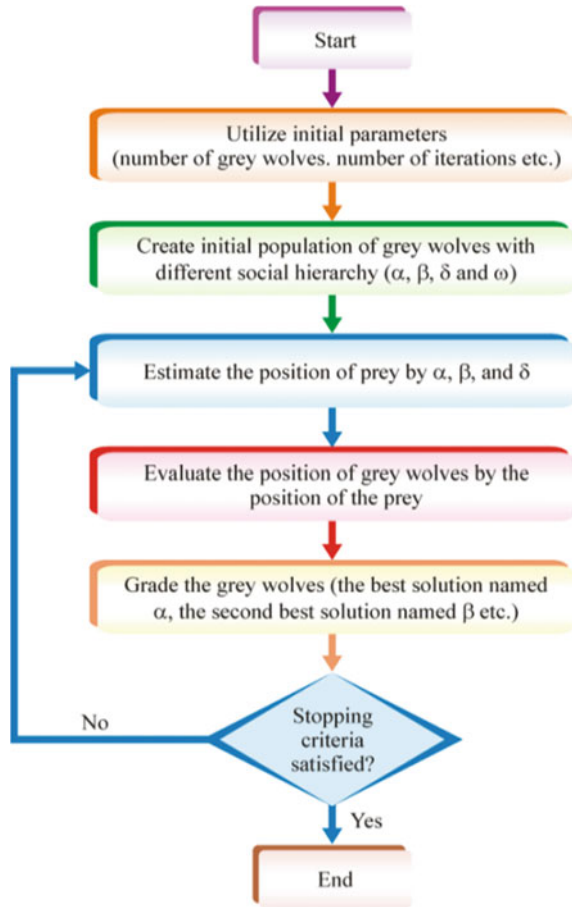 Start
Utilize initial parameters
(number of grey wolves. number of iterations etc.)
Create initial population of grey wolves with
different social hierarchy (α, β, δ and ω)
Estimate the position of prey by α, β, and δ
Evaluate the position of grey wolves by the
position of the prey
Grade the grey wolves (the best solution named
α, the second best solution named β etc.)
Stopping
criteria
satisfied?
No
Yes
End